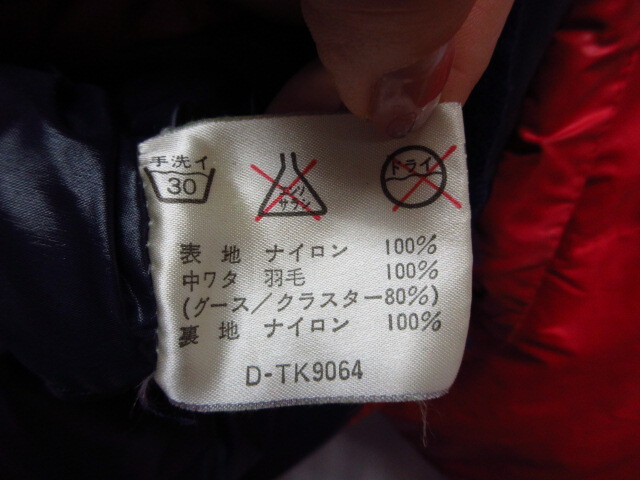 手洗イ
30
エンソ
サラシ
ドライ
表 地 ナイロン 100%
中ワタ 羽毛 100%
(グース/クラスター80%)
裏 地 ナイロン 100%
D-TK9064